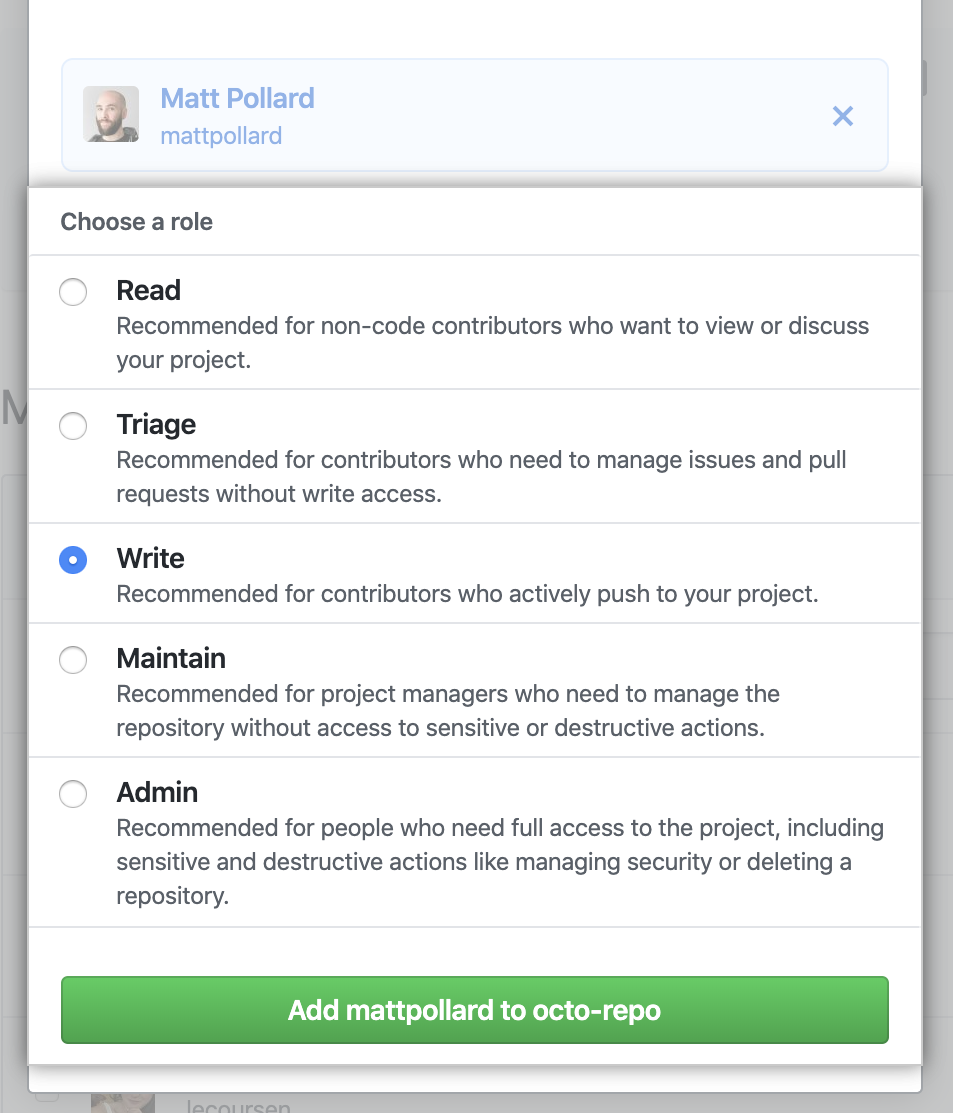 Matt Pollard
mattpollard
Choose a role
Read
Recommended for non-code contributors who want to view or discuss
your project.
Triage
Recommended for contributors who need to manage issues and pull
requests without write access.
Write
Recommended for contributors who actively push to your project.
Maintain
Recommended for project managers who need to manage the
repository without access to sensitive or destructive actions.
Admin
Recommended for people who need full access to the project, including
sensitive and destructive actions like managing security or deleting a
repository.
Add mattpollard to octo-repo
lecoursen